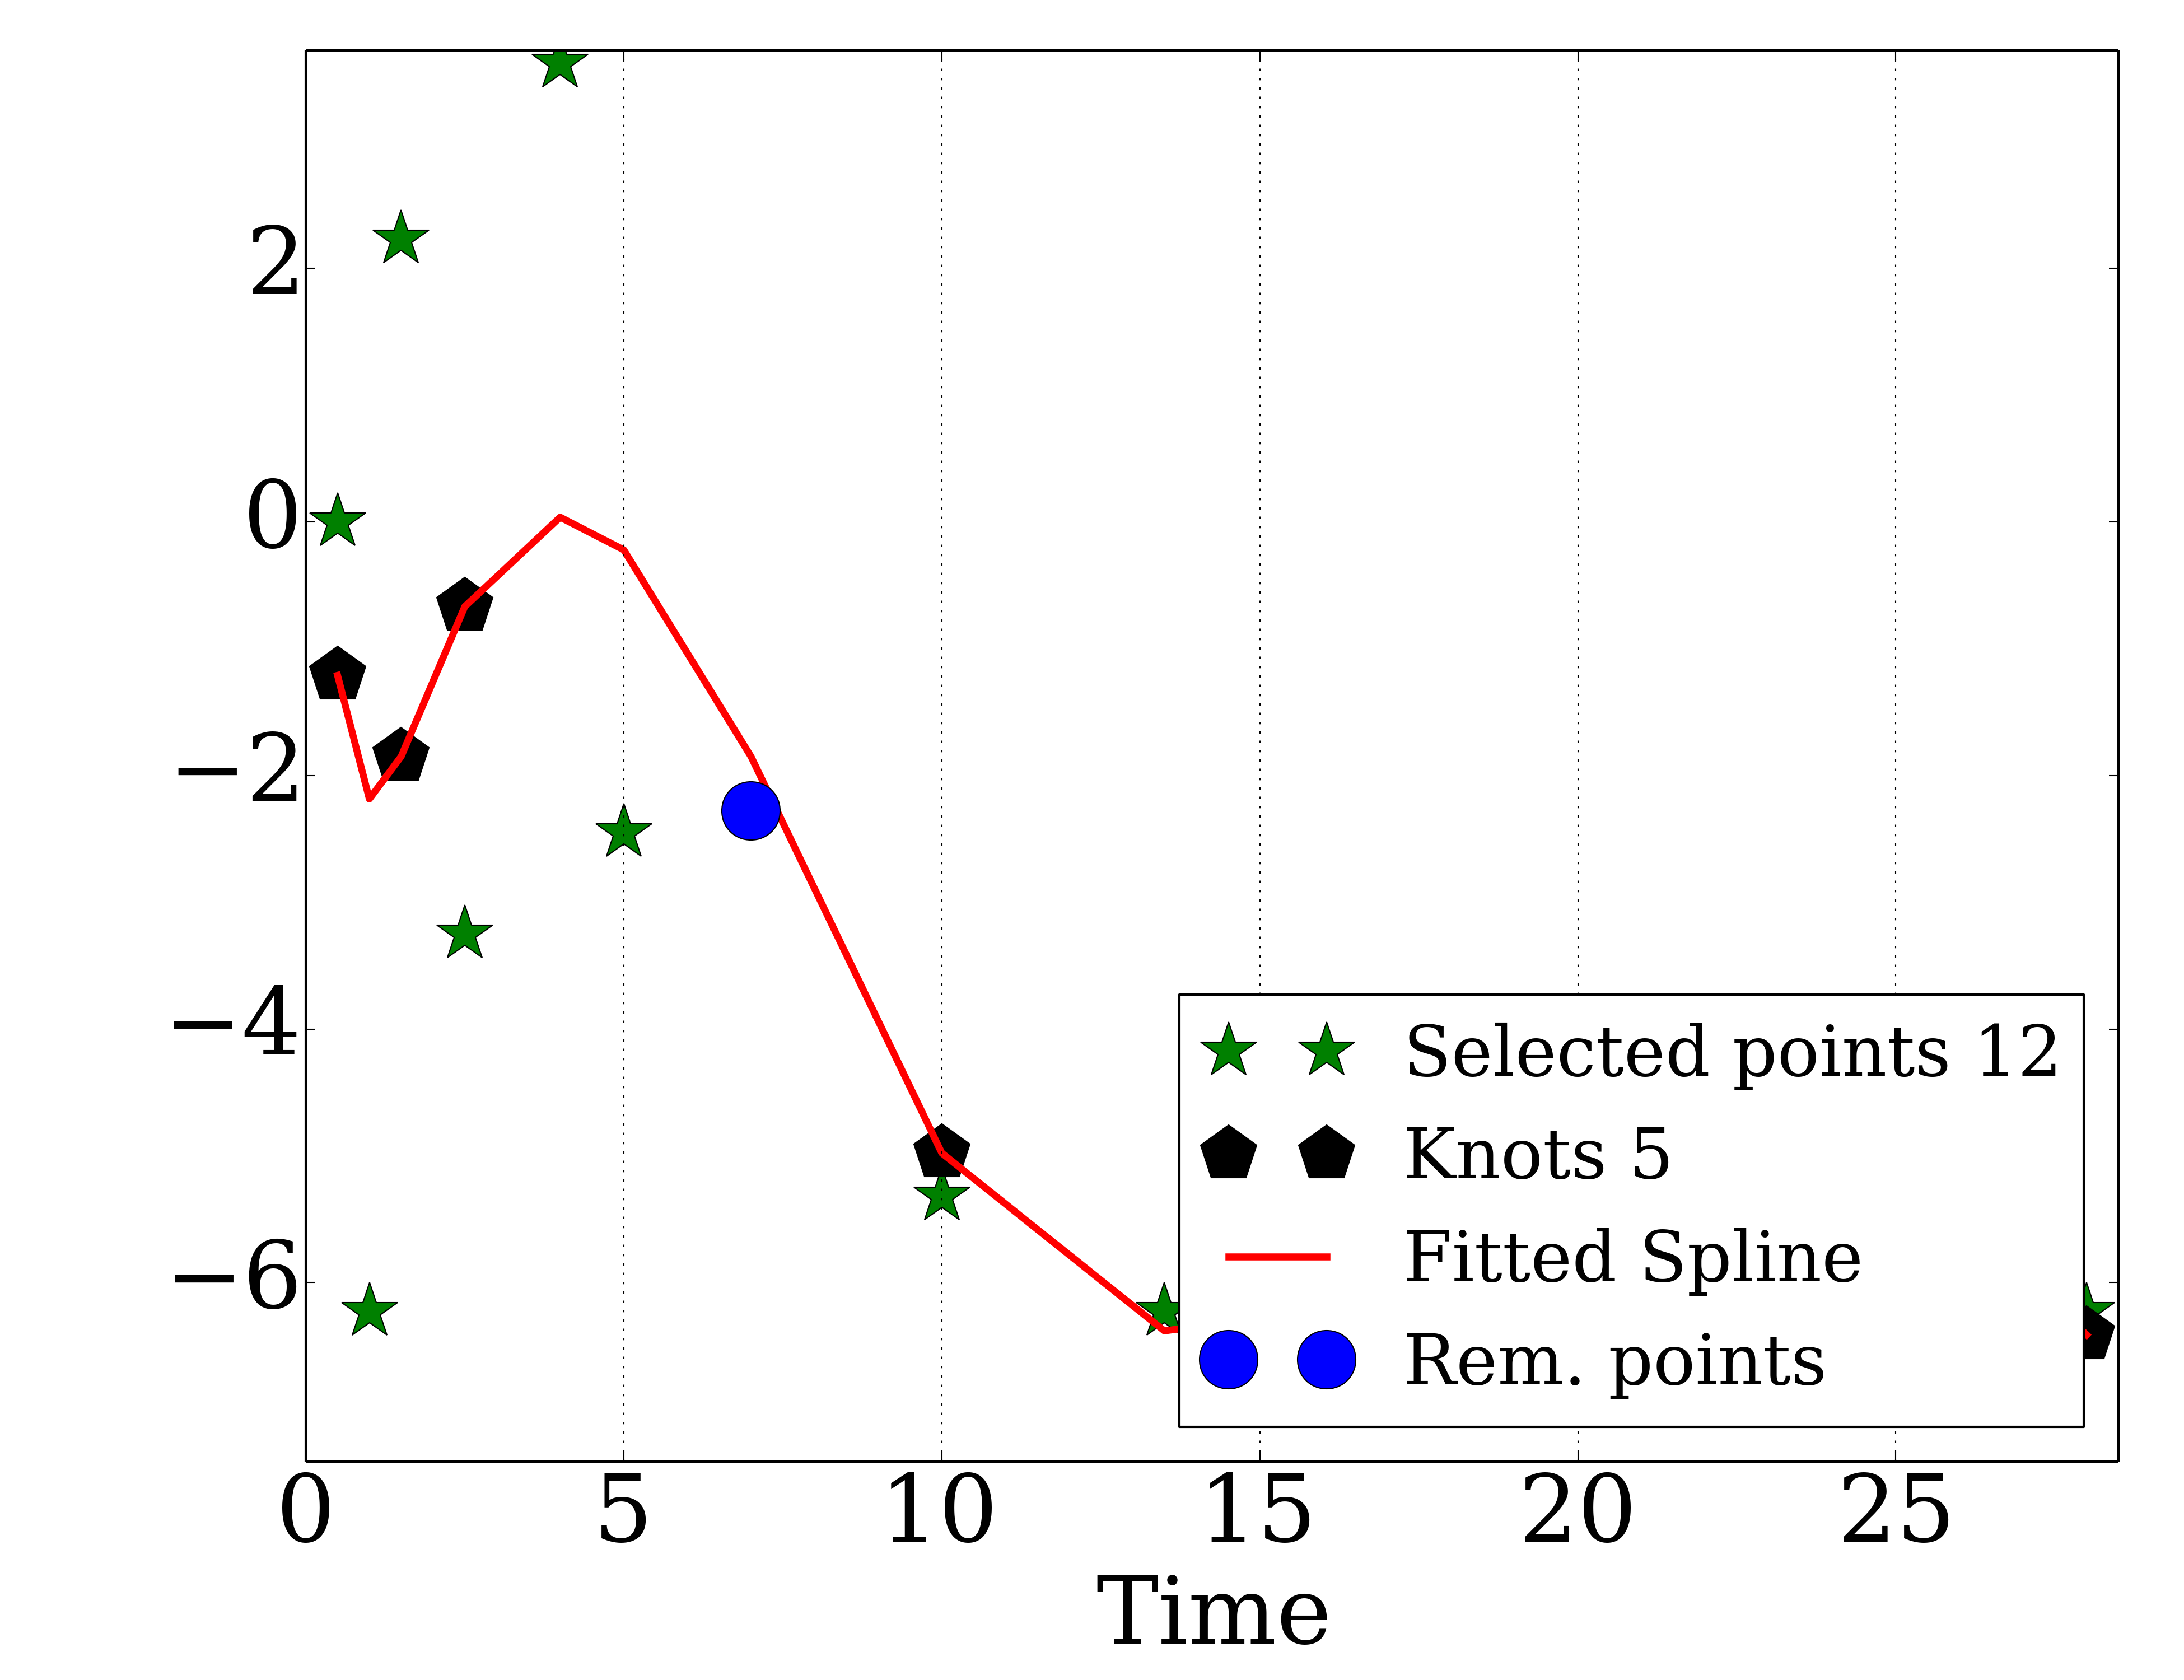 2
0
−2
−4
−6
Selected points 12
Knots 5
Fitted Spline
Rem. points
0 5 10 15 20 25
Time